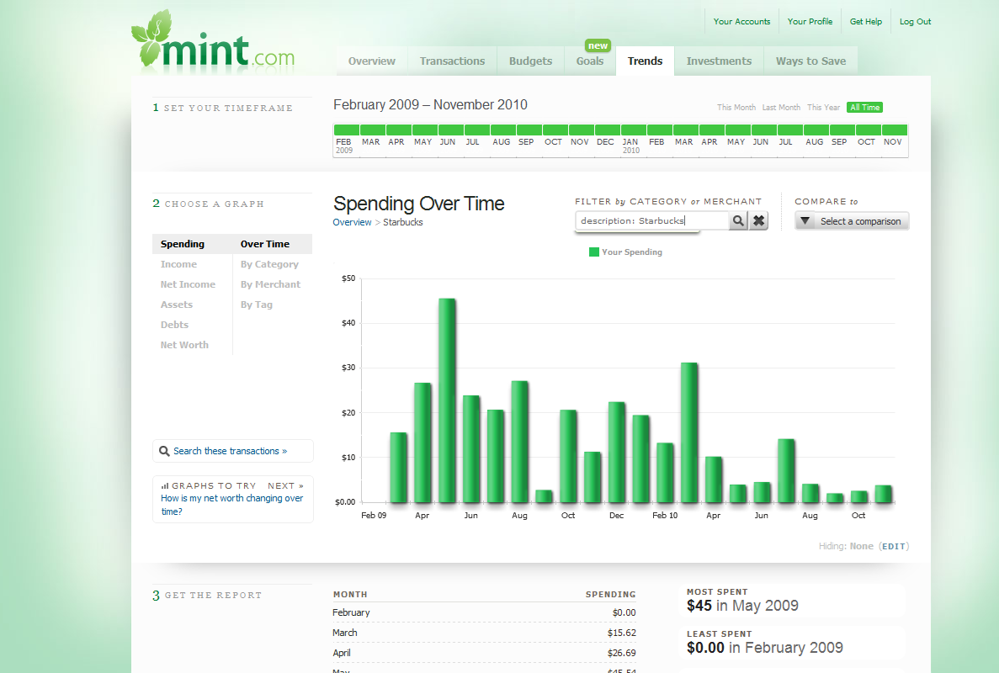 Your Accounts Your Profile Get Help Log Out
mint.com
new
Overview Transactions Budgets Goals Trends Investments Ways to Save
1 SET YOUR TIMEFRAME
February 2009 – November 2010
This Month Last Month This Year All Time
FEB MAR APR MAY JUN JUL AUG SEP OCT NOV DEC JAN FEB MAR APR MAY JUN JUL AUG SEP OCT NOV
2009 2010
2 CHOOSE A GRAPH
Spending Over Time
Income By Category
Net Income By Merchant
Assets By Tag
Debts
Net Worth
Search these transactions »
GRAPHS TO TRY NEXT »
How is my net worth changing over
time?
Spending Over Time
Overview > Starbucks
FILTER by CATEGORY or MERCHANT
description: Starbucks
COMPARE to
Select a comparison
Your Spending
$50
$40
$30
$20
$10
$0.00
Feb 09 Apr Jun Aug Oct Dec Feb 10 Apr Jun Aug Oct
Hiding: None (EDIT)
3 GET THE REPORT
MONTH SPENDING
February $0.00
March $15.62
April $26.69
May $45.54
MOST SPENT
$45 in May 2009
LEAST SPENT
$0.00 in February 2009